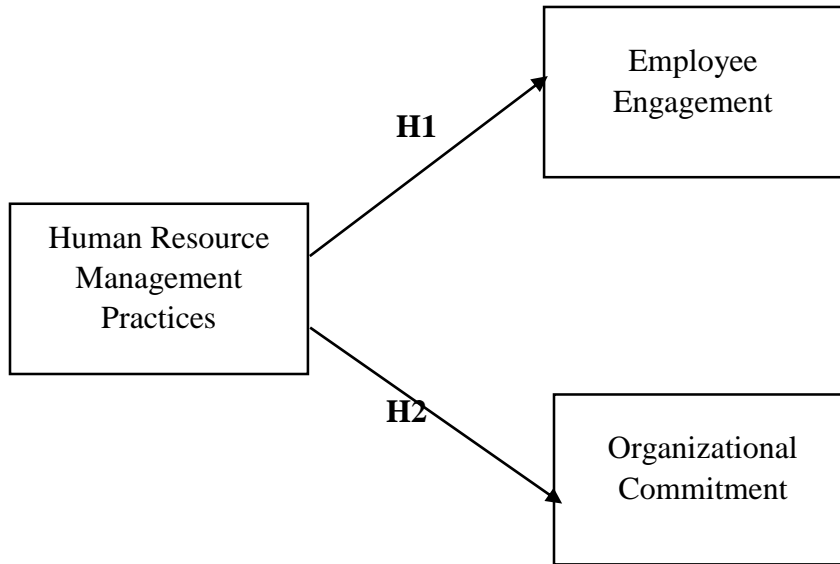 Employee
Engagement
H1
Human Resource
Management
Practices
H2
Organizational
Commitment